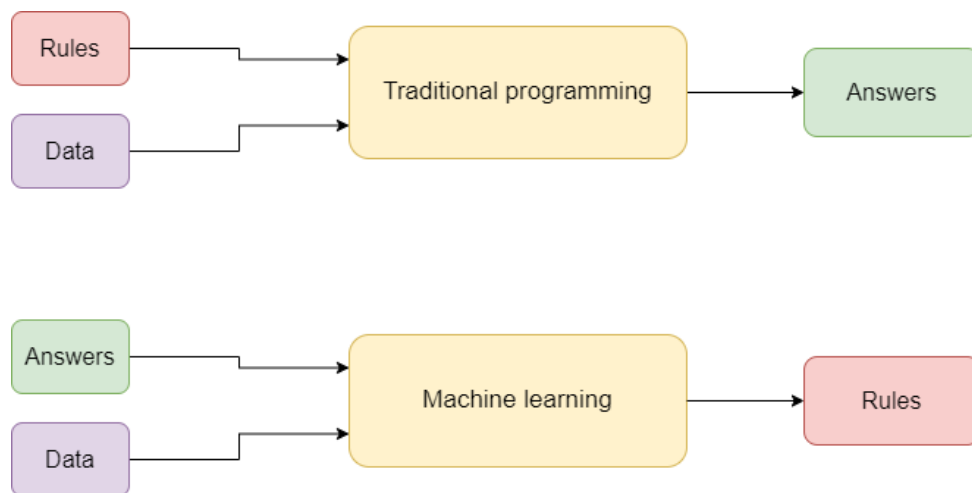 Rules
Data
Traditional programming
Answers
Answers
Data
Machine learning
Rules